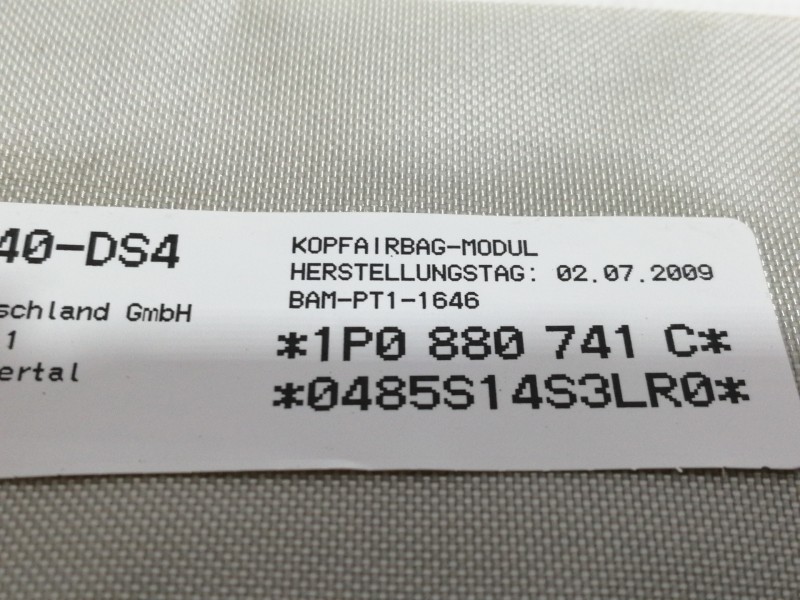 40-DS4
schland GmbH
1
ertal
KOPFAIRBAG-MODUL
HERSTELLUNGSTAG: 02.07.2009
BAM-PT1-1646
*1P0 880 741 C*
*0485S14S3LR0*